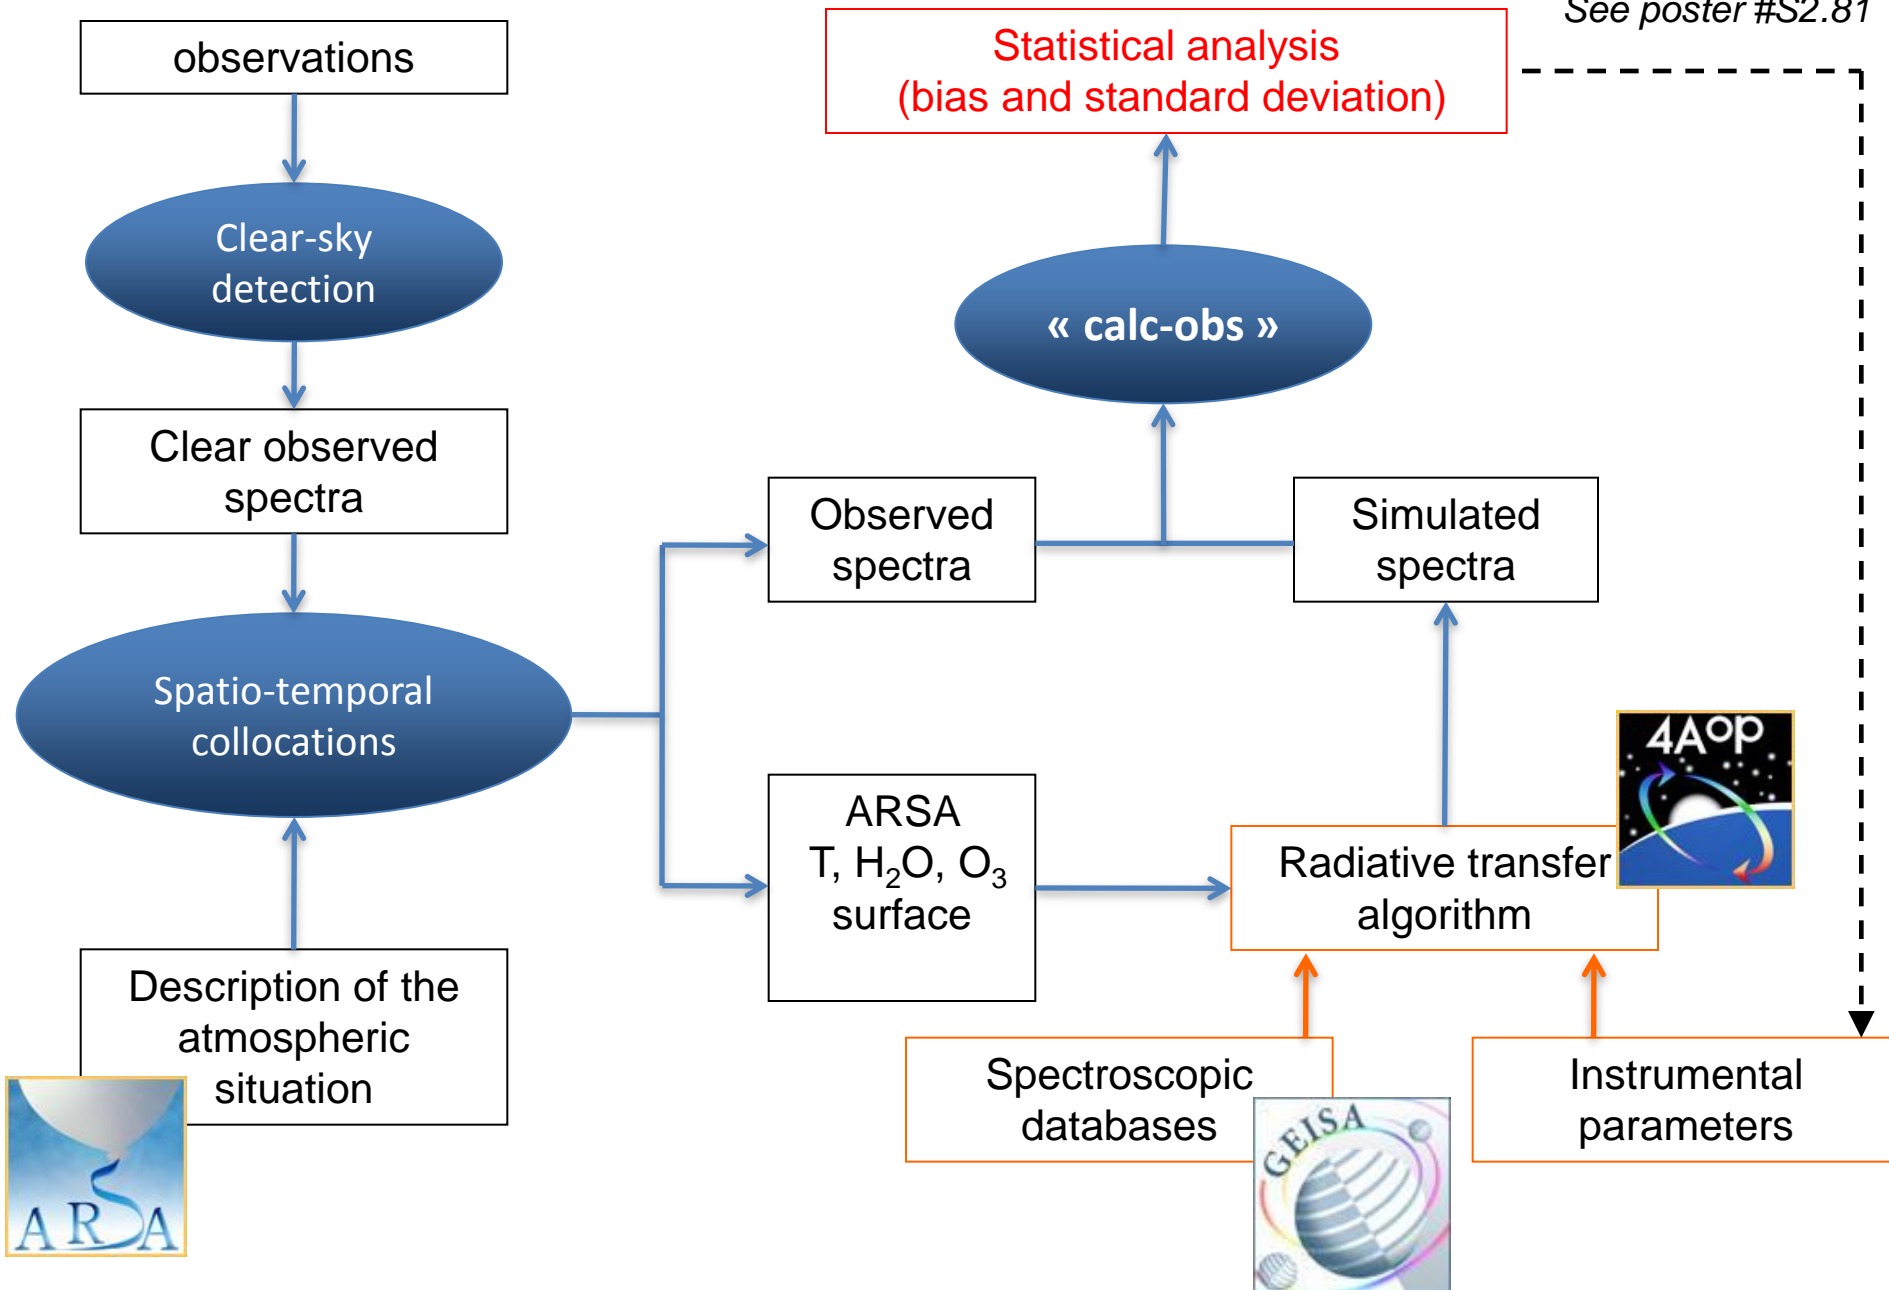 See poster #S2.81
observations
Statistical analysis
(bias and standard deviation)
Clear-sky
detection
« calc-obs »
Clear observed
spectra
Observed
spectra
Simulated
spectra
Spatio-temporal
collocations
4Aop
ARSA
T, H₂O, O₃
surface
Radiative transfer
algorithm
Description of the
atmospheric
situation
ARSA
Spectroscopic
databases
GEISA
Instrumental
parameters